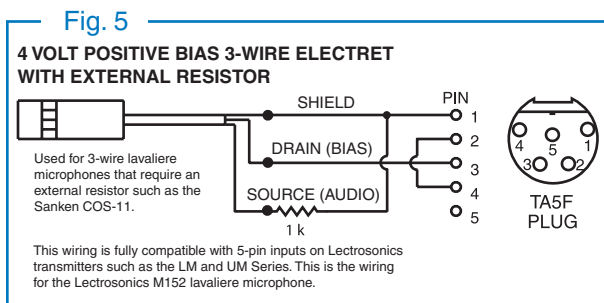 Fig. 5
4 VOLT POSITIVE BIAS 3-WIRE ELECTRET
WITH EXTERNAL RESISTOR
SHIELD
PIN
1
2
DRAIN (BIAS)
3
4
SOURCE (AUDIO)
5
1 k
Used for 3-wire lavaliere
microphones that require an
external resistor such as the
Sanken COS-11.
4 5 1
3 2
TA5F
PLUG
This wiring is fully compatible with 5-pin inputs on Lectrosonics
transmitters such as the LM and UM Series. This is the wiring
for the Lectrosonics M152 lavaliere microphone.